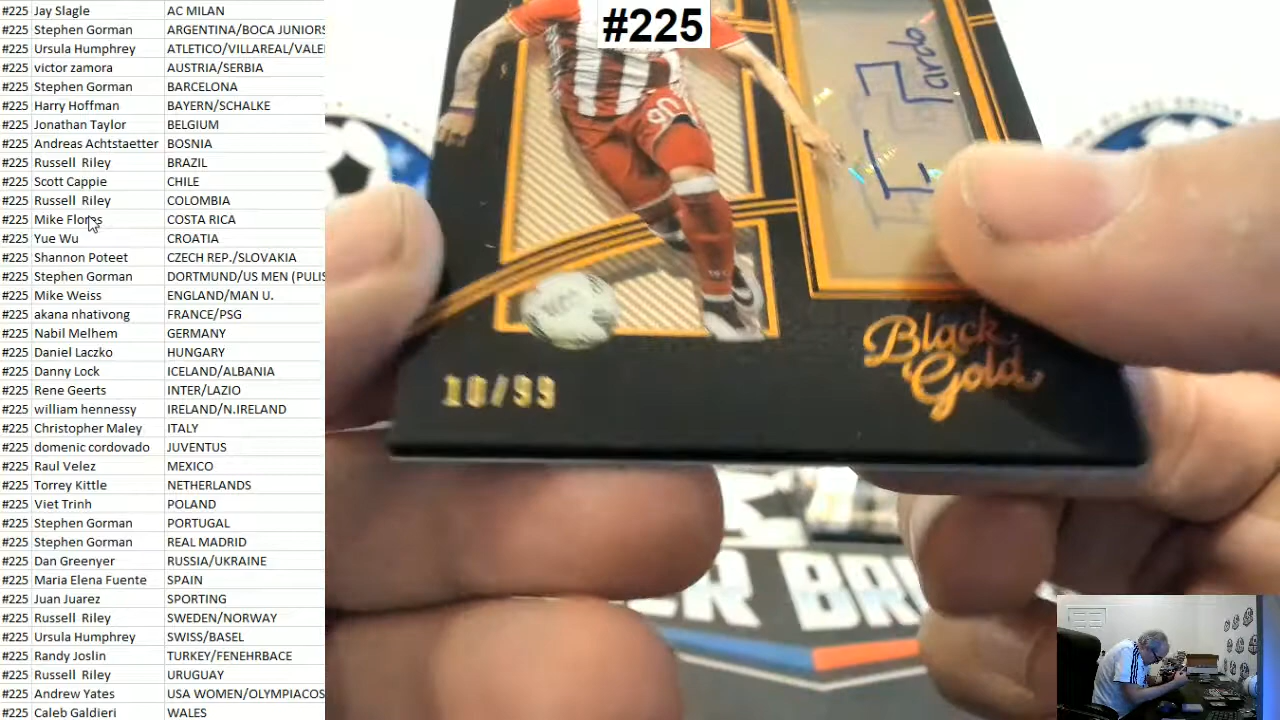 #225 Jay Slagle AC MILAN
#225 Stephen Gorman ARGENTINA/BOCA JUNIORS
#225 Ursula Humphrey ATLETICO/VILLAREAL/VALE
#225 victor zamora AUSTRIA/SERBIA
#225 Stephen Gorman BARCELONA
#225 Harry Hoffman BAYERN/SCHALKE
#225 Jonathan Taylor BELGIUM
#225 Andreas Achtstaetter BOSNIA
#225 Russell Riley BRAZIL
#225 Scott Cappie CHILE
#225 Russell Riley COLOMBIA
#225 Mike Flores COSTA RICA
#225 Yue Wu CROATIA
#225 Shannon Poteet CZECH REP./SLOVAKIA
#225 Stephen Gorman DORTMUND/US MEN (PULIS
#225 Mike Weiss ENGLAND/MAN U.
#225 akana nhativong FRANCE/PSG
#225 Nabil Melhem GERMANY
#225 Daniel Laczko HUNGARY
#225 Danny Lock ICELAND/ALBANIA
#225 Rene Geerts INTER/LAZIO
#225 william hennessy IRELAND/N.IRELAND
#225 Christopher Maley ITALY
#225 domenic cordovado JUVENTUS
#225 Raul Velez MEXICO
#225 Torrey Kittle NETHERLANDS
#225 Viet Trinh POLAND
#225 Stephen Gorman PORTUGAL
#225 Stephen Gorman REAL MADRID
#225 Dan Greenyer RUSSIA/UKRAINE
#225 Maria Elena Fuente SPAIN
#225 Juan Juarez SPORTING
#225 Russell Riley SWEDEN/NORWAY
#225 Ursula Humphrey SWISS/BASEL
#225 Randy Joslin TURKEY/FENEHRBACE
#225 Russell Riley URUGUAY
#225 Andrew Yates USA WOMEN/OLYMPIACOS
#225 Caleb Galdieri WALES
#225
90
Black
Gold
10/99